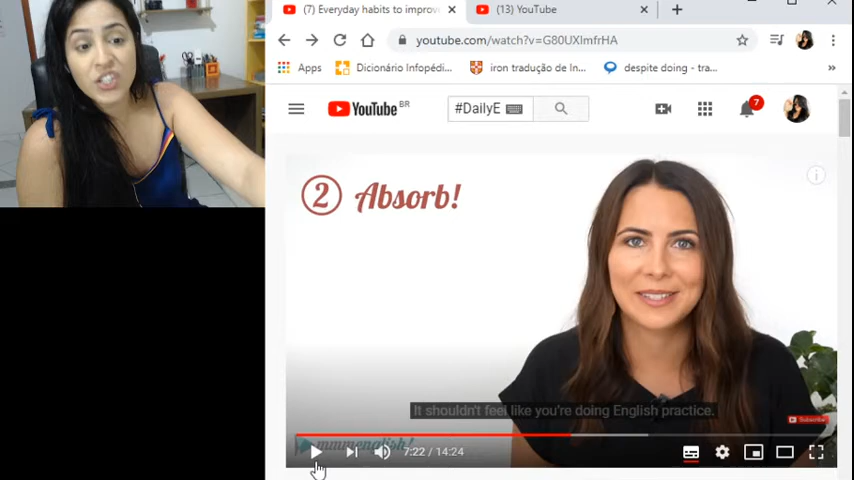 (7) Everyday habits to improv
(13) YouTube
youtube.com/watch?v=G80UXImfrHA
Apps
Dicionário Infopédi...
iron tradução de In...
despite doing - tra...
»
YouTube BR
#DailyE
7
2 Absorb!
It shouldn't feel like you're doing English practice.
Subscribe
mmmenglish!
7:22 / 14:24